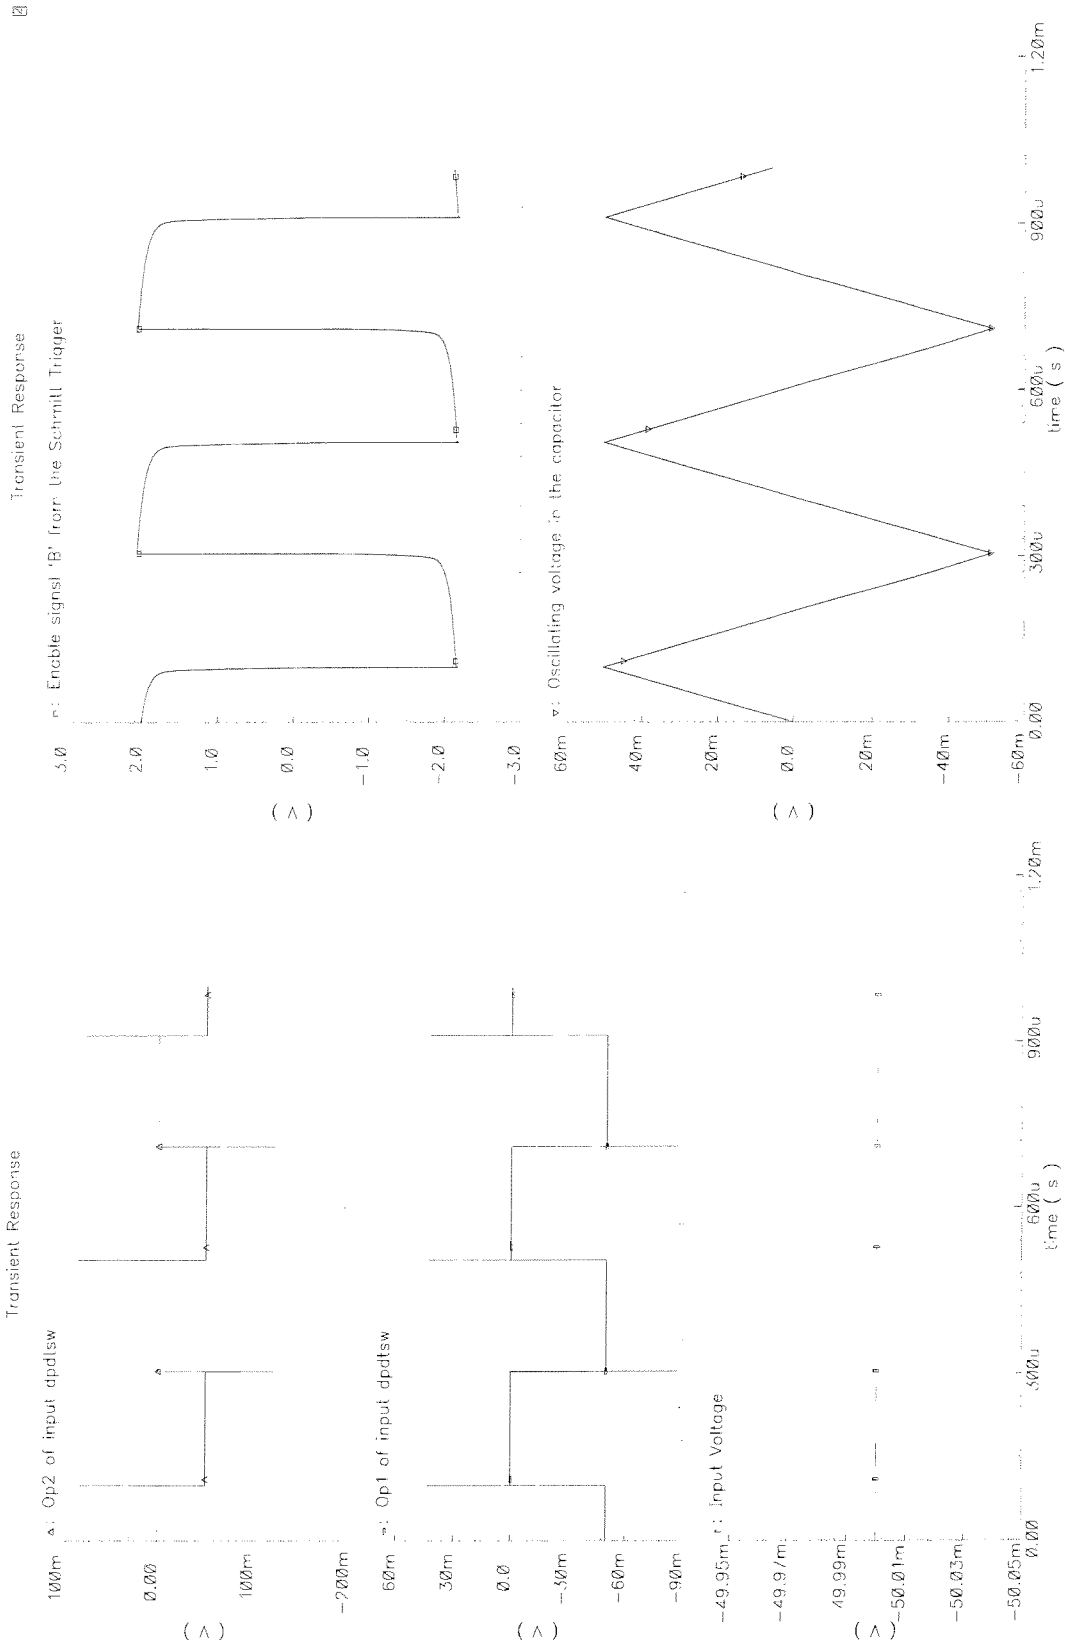 Transient Response
△: Op2 of input dpdtsw
100m
0.00
100m
-200m
( V )
▽: Op1 of input dpdtsw
60m
30m
0.0
-30m
-60m
-90m
( V )
□: Input Voltage
-49.95m
-49.97m
49.99m
-50.01m
-50.03m
-50.05m
( V )
0.00
300u
600u
900u
1.20m
time ( s )
Transient Response
2
□: Enable signal 'B' from the Schmitt Trigger
3.0
2.0
1.0
0.0
-1.0
-2.0
-3.0
( V )
▽: Oscillating voltage in the capacitor
60m
40m
20m
0.0
20m
-40m
-60m
( V )
0.00
300u
600u
900u
1.20m
time ( s )